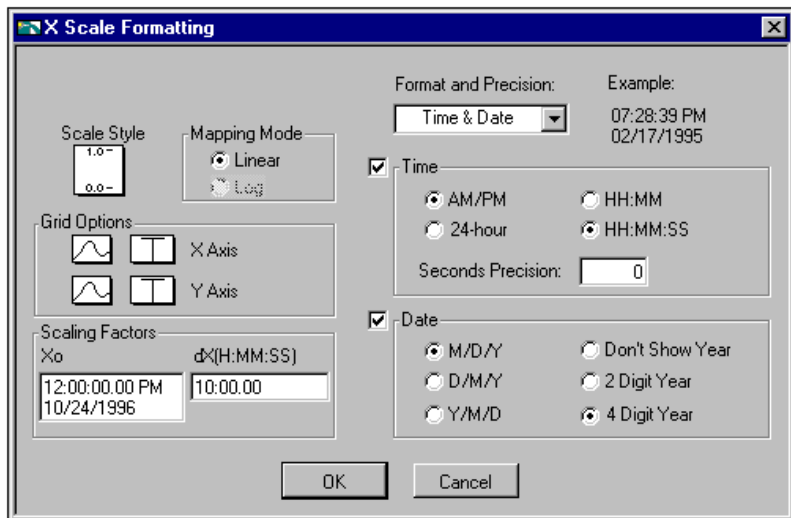 X Scale Formatting
Format and Precision:
Example:
Time & Date
07:28:39 PM
02/17/1995
Scale Style
1.0
0.0
Mapping Mode
Linear
Log
Time
AM/PM
HH:MM
24-hour
HH:MM:SS
Seconds Precision:
0
Grid Options
X Axis
Y Axis
Scaling Factors
Xo
dX(H:MM:SS)
12:00:00.00 PM
10/24/1996
10:00.00
Date
M/D/Y
Don't Show Year
D/M/Y
2 Digit Year
Y/M/D
4 Digit Year
OK
Cancel